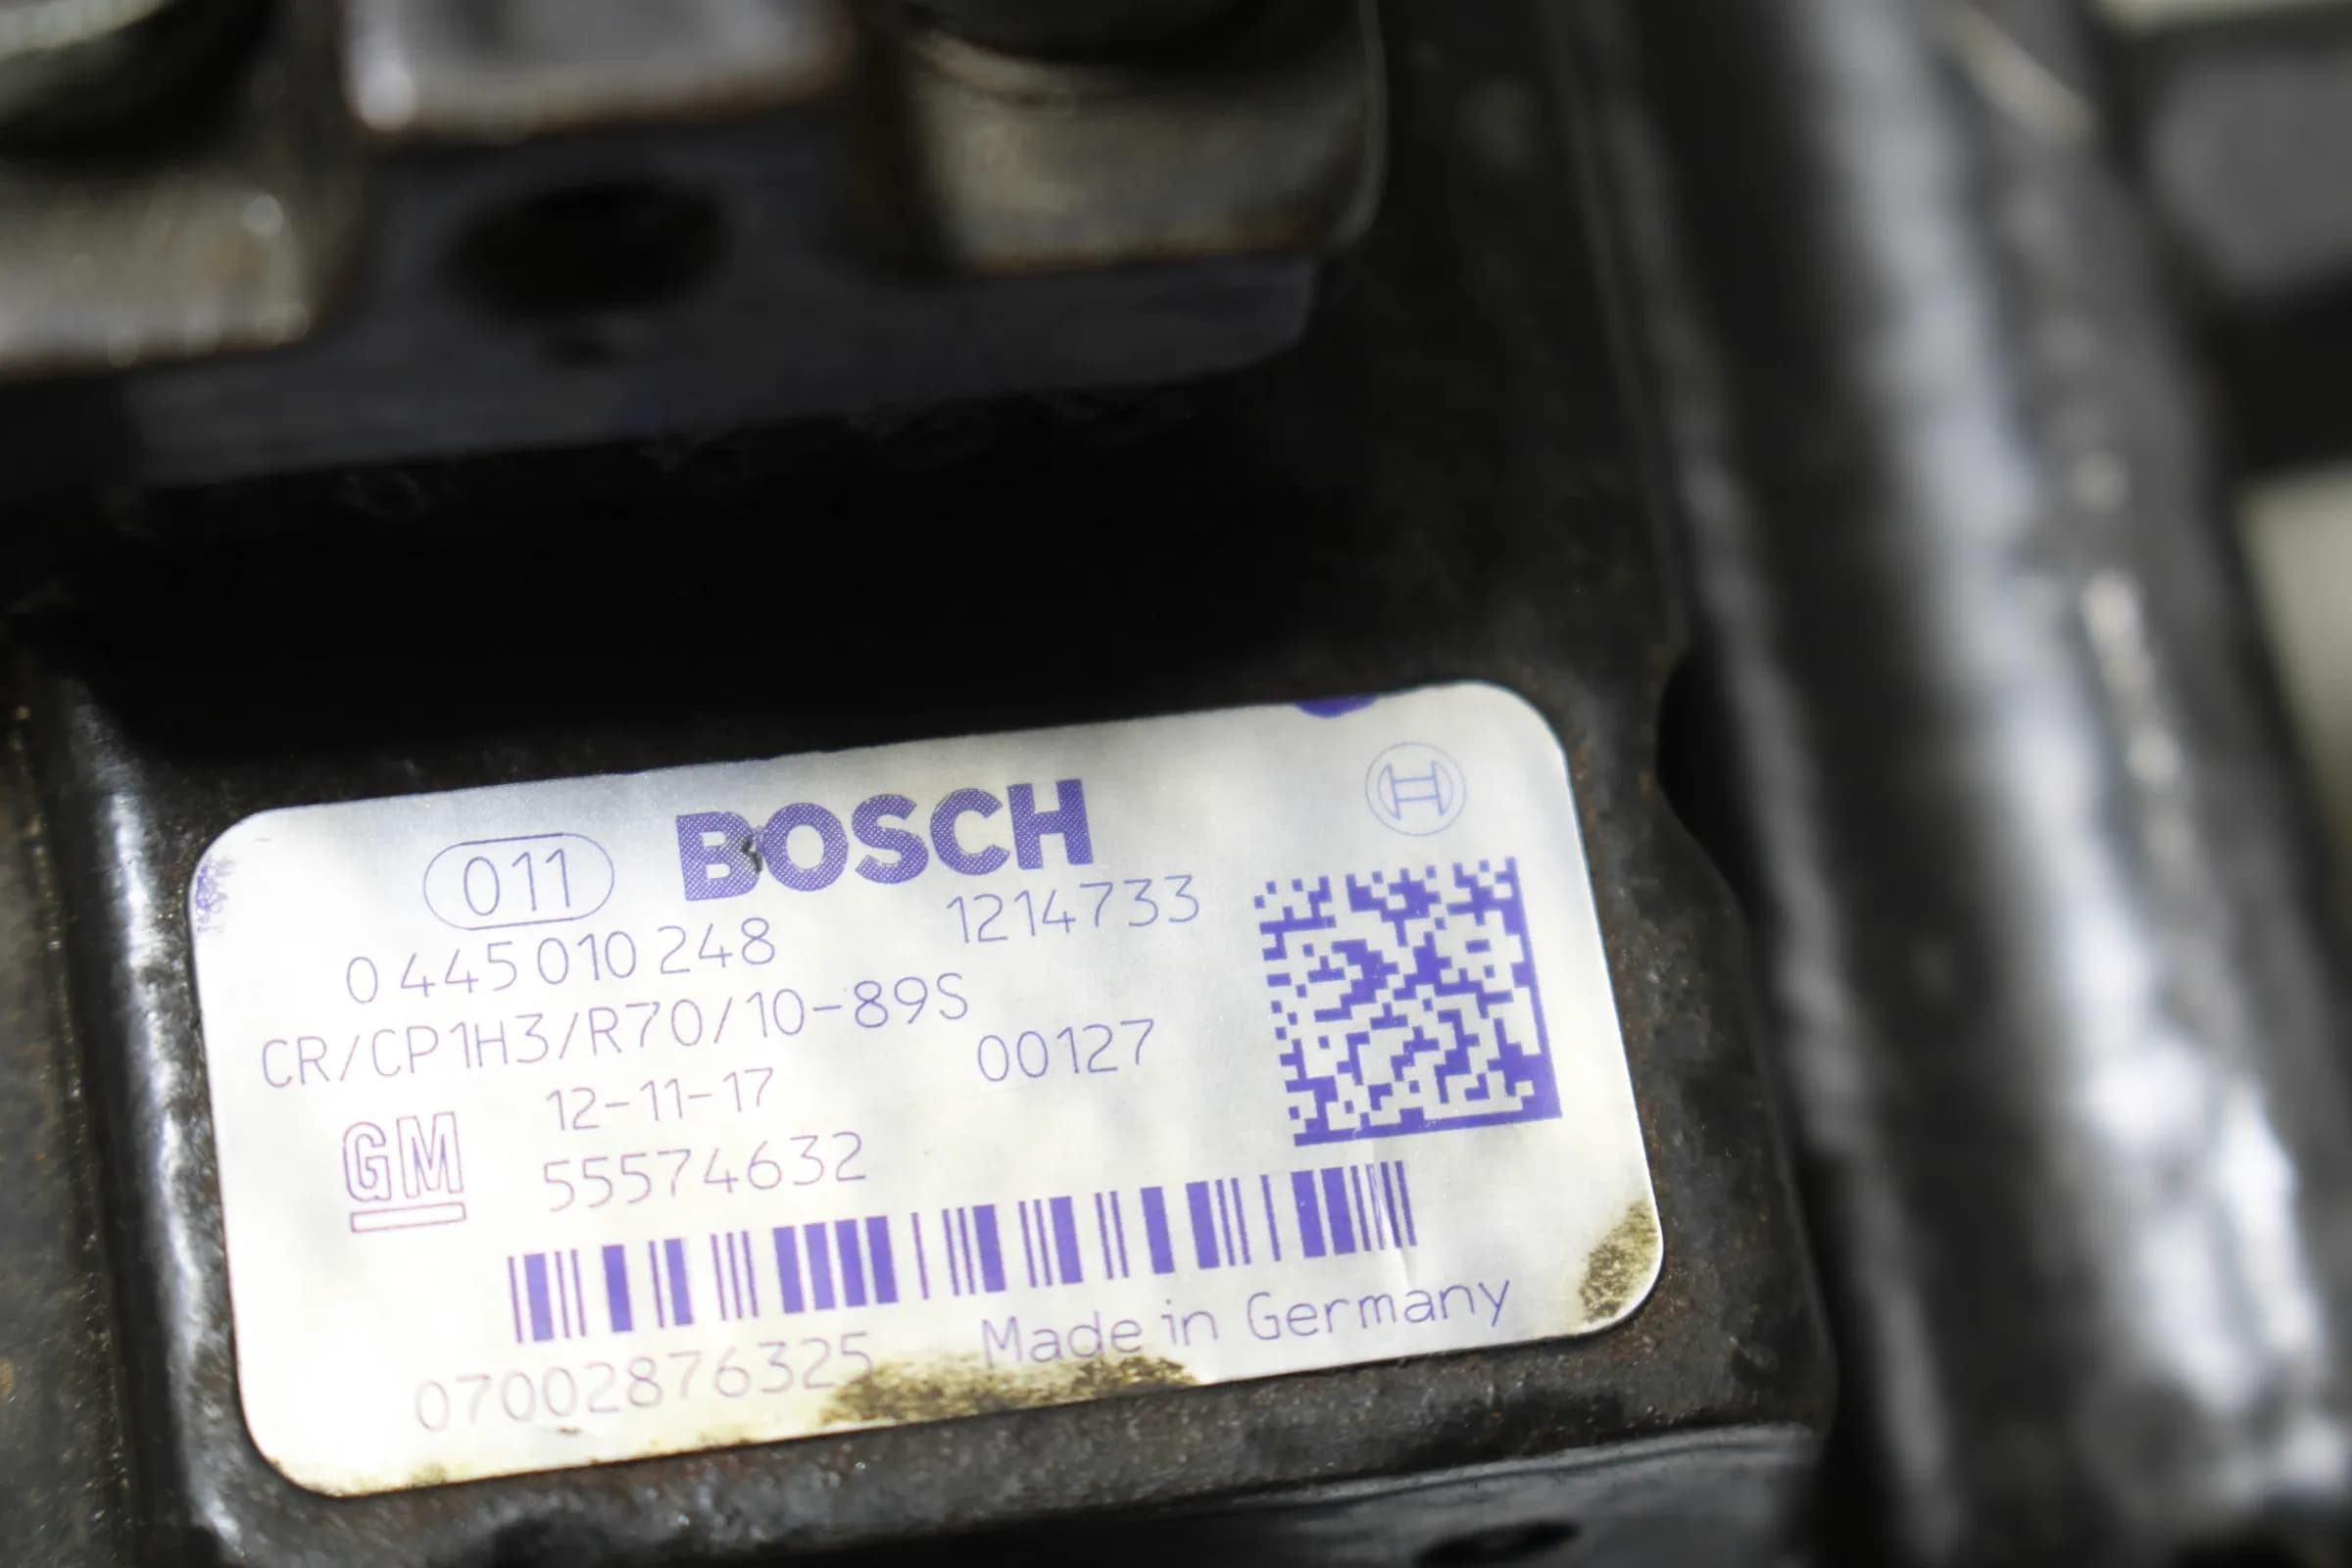 011 BOSCH
0 445 010 248 1214733
CR/CP1H3/R70/10-89S
12-11-17 00127
GM 55574632
07002876325 Made in Germany